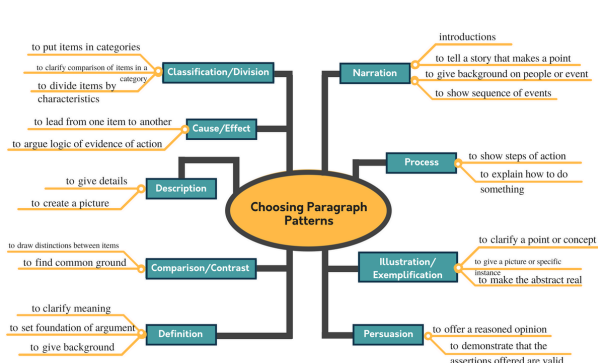 to put items in categories
to clarify comparison of items in a
category
to divide items by
characteristics
Classification/Division
to lead from one item to another
to argue logic of evidence of action
Cause/Effect
to give details
to create a picture
Description
to draw distinctions between items
to find common ground
Comparison/Contrast
to clarify meaning
to set foundation of argument
to give background
Definition
Choosing Paragraph
Patterns
Narration
introductions
to tell a story that makes a point
to give background on people or event
to show sequence of events
Process
to show steps of action
to explain how to do
something
Illustration/
Exemplification
to clarify a point or concept
to give a picture or specific
instance
to make the abstract real
Persuasion
to offer a reasoned opinion
to demonstrate that the
assertions offered are valid